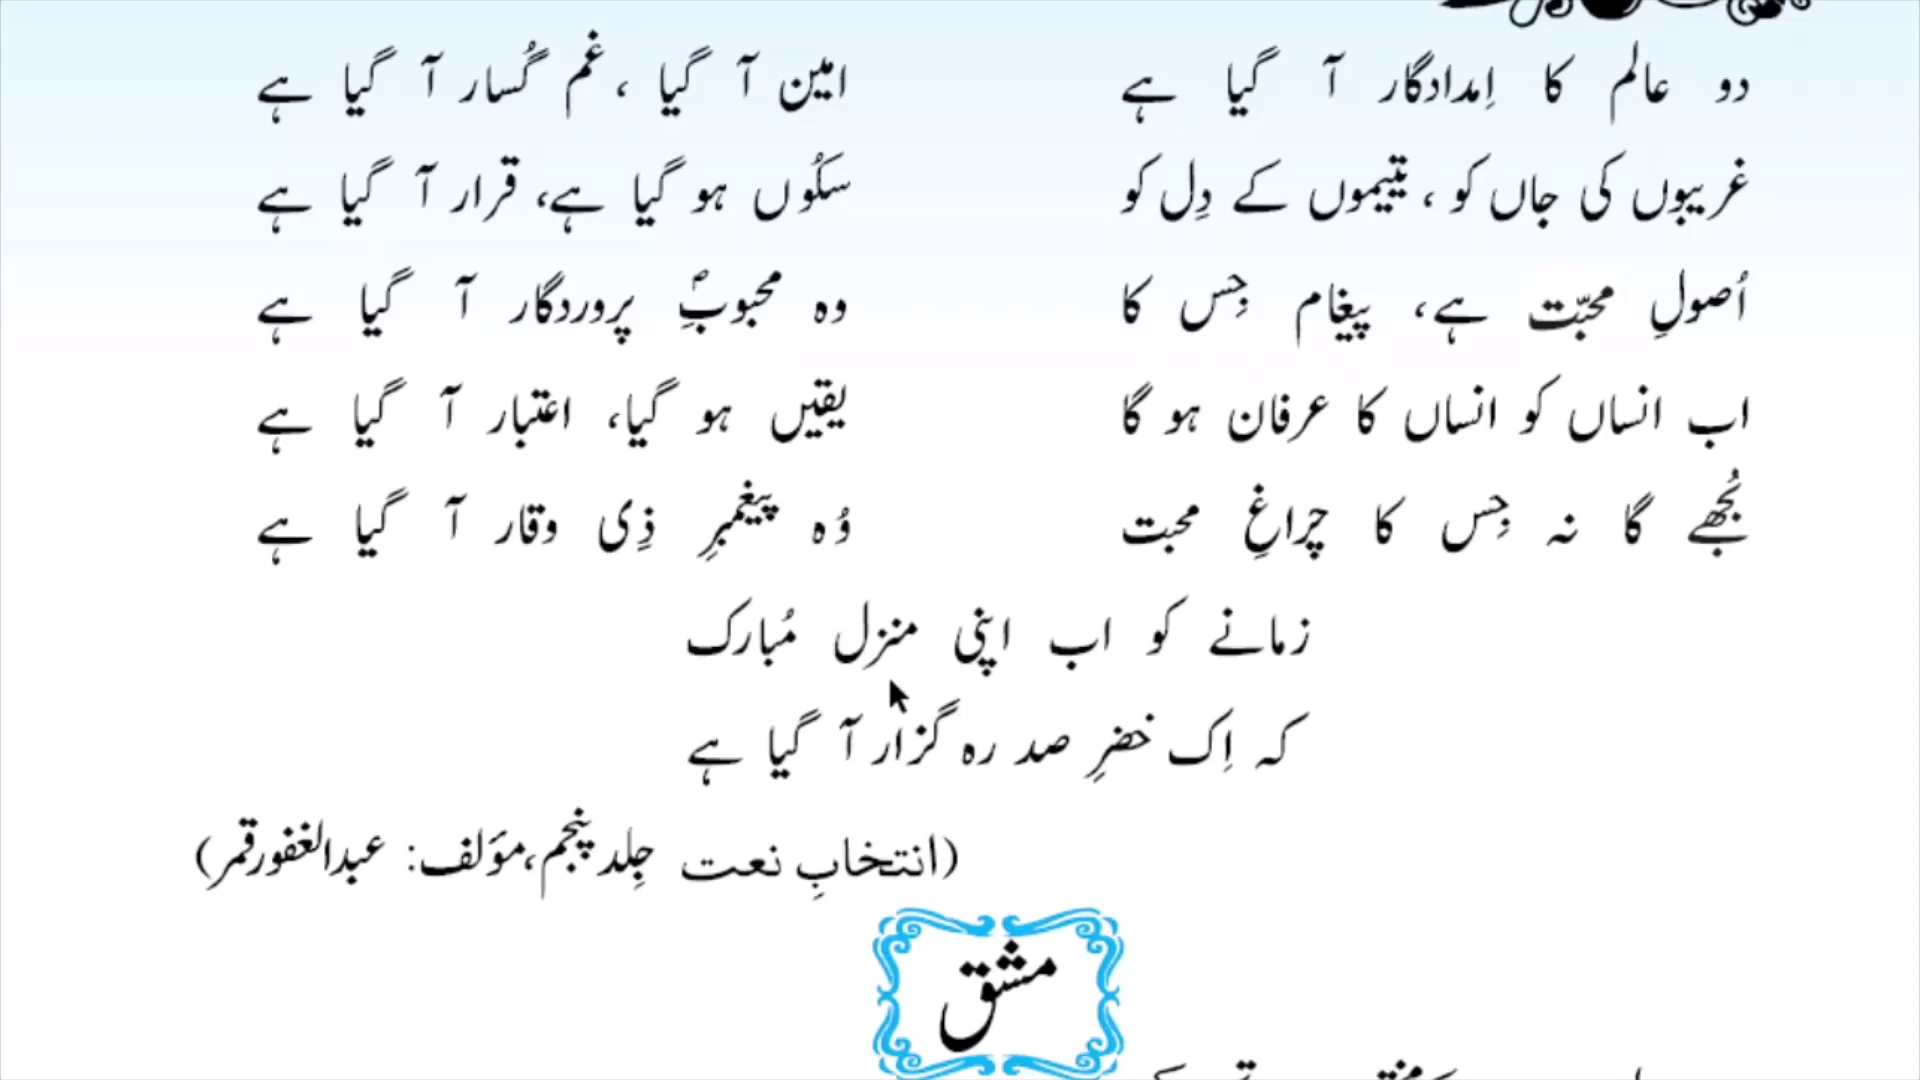 دو عالم کا اِمدادگار آ گیا ہے امین آ گیا ، غم گُسار آ گیا ہے
غریبوں کی جاں کو ، یتیموں کے دِل کو سکُوں ہو گیا ہے، قرار آ گیا ہے
اُصولِ محبّت ہے، پیغام جِس کا وہ محبوبِؐ پروردگار آ گیا ہے
اب انساں کو انساں کا عرفان ہو گا یقیں ہو گیا، اعتبار آ گیا ہے
بُجھے گا نہ جِس کا چراغِ محبت وُہ پیغمبرِ ذِی وقار آ گیا ہے
زمانے کو اب اپنی منزل مُبارک
کہ اِک خضرِ صد رہ گزار آ گیا ہے
(انتخابِ نعت جِلد پنجم،مؤلف: عبدالغفور قمر)
مشق